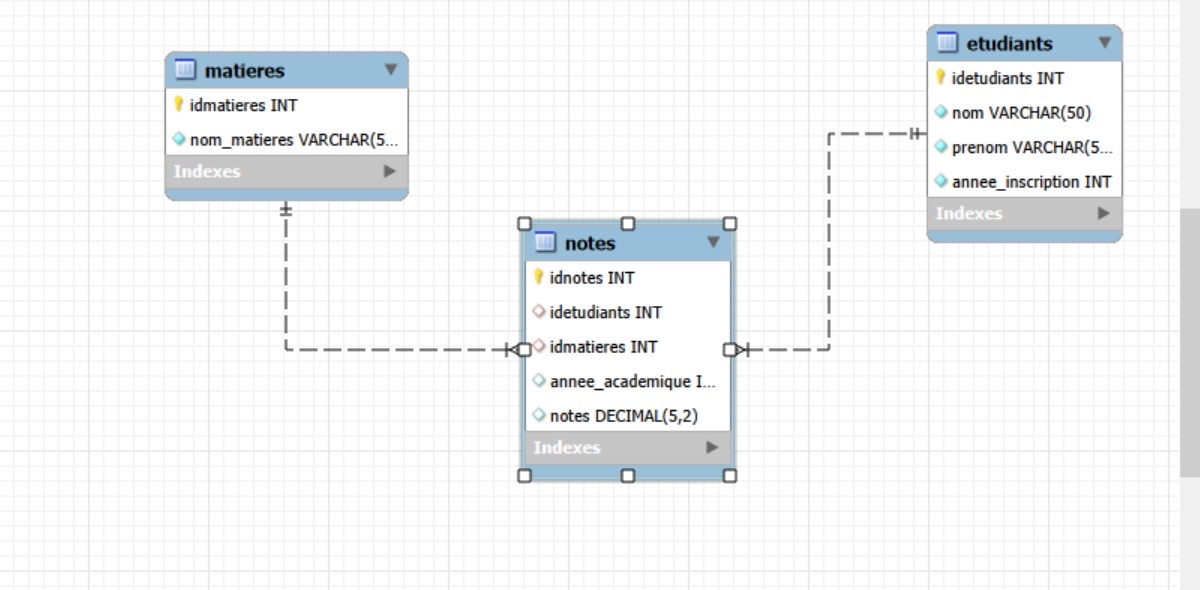 matieres
idmatieres INT
nom_matieres VARCHAR(5...
Indexes
etudiants
idetudiants INT
nom VARCHAR(50)
prenom VARCHAR(5...
annee_inscription INT
Indexes
notes
idnotes INT
idetudiants INT
idmatieres INT
annee_academique I...
notes DECIMAL(5,2)
Indexes